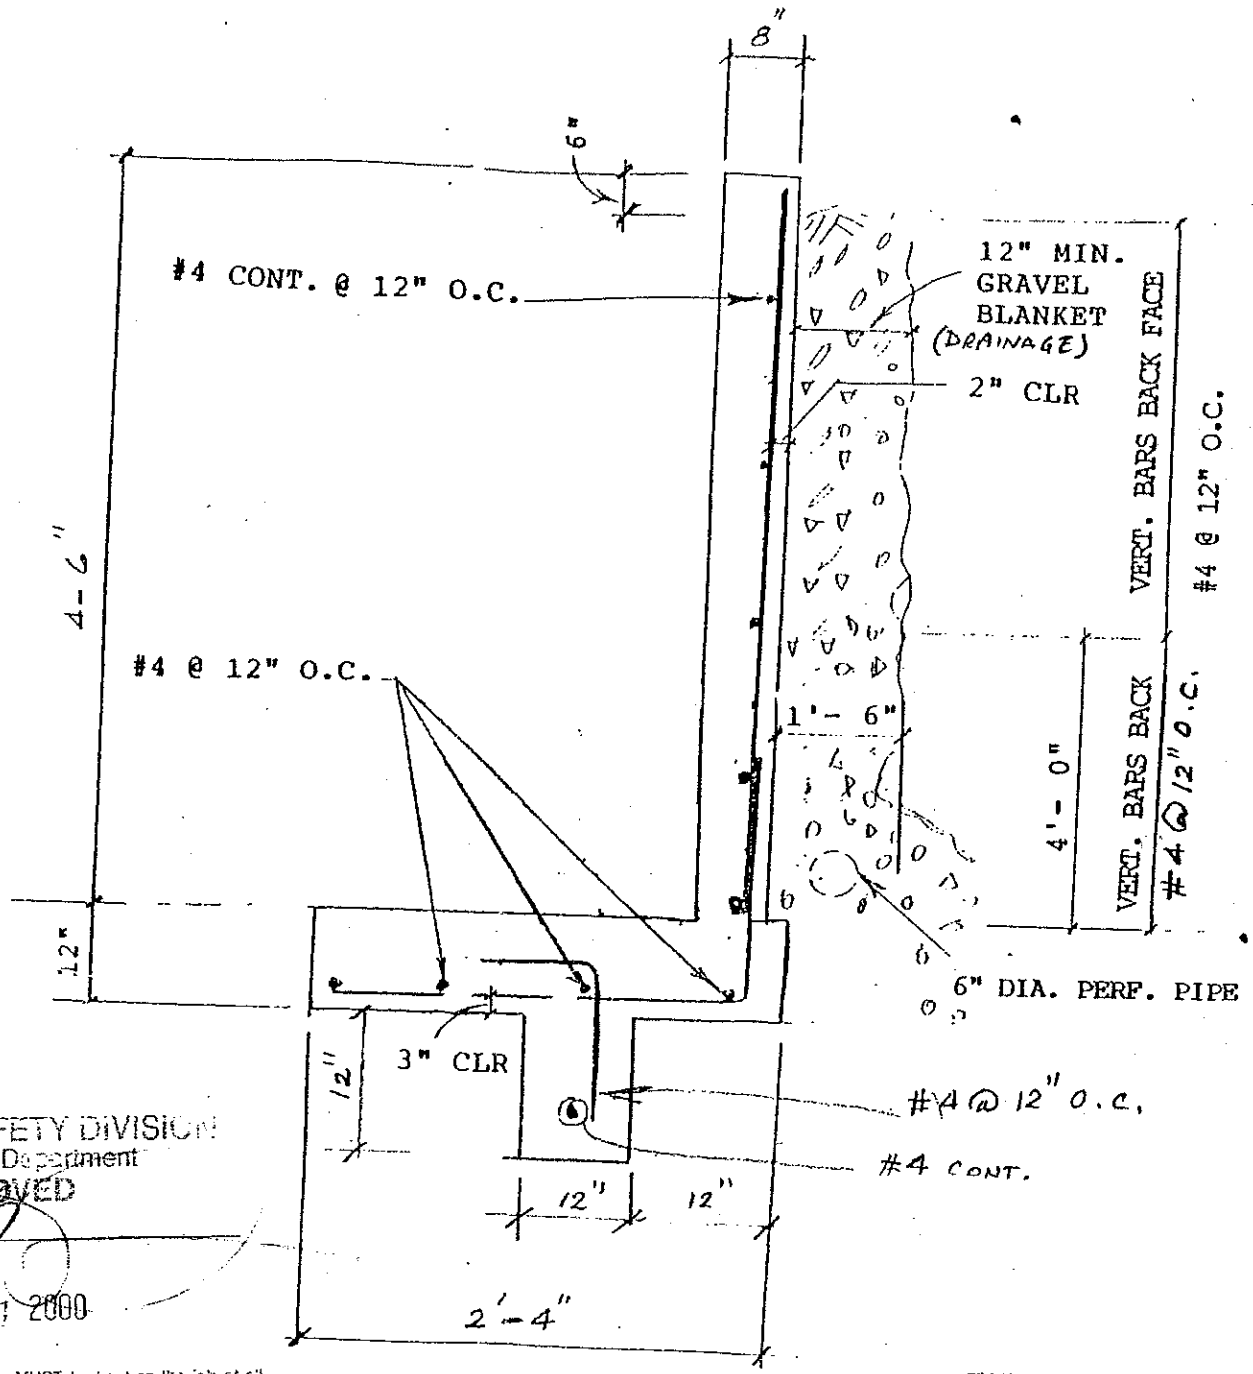 8"
6"
#4 CONT. @ 12" O.C.
12" MIN.
GRAVEL
BLANKET
(DRAINAGE)
2" CLR
VERT. BARS BACK FACE
#4 @ 12" O.C.
4-6"
#4 @ 12" O.C.
1'- 6"
4'- 0"
VERT. BARS BACK
#4 @ 12" O.C.
12"
6" DIA. PERF. PIPE
3" CLR
12"
#4 @ 12" O.C.
#4 CONT.
12"
12"
2'-4"
FETY DIVISION
Department
OVED
2000